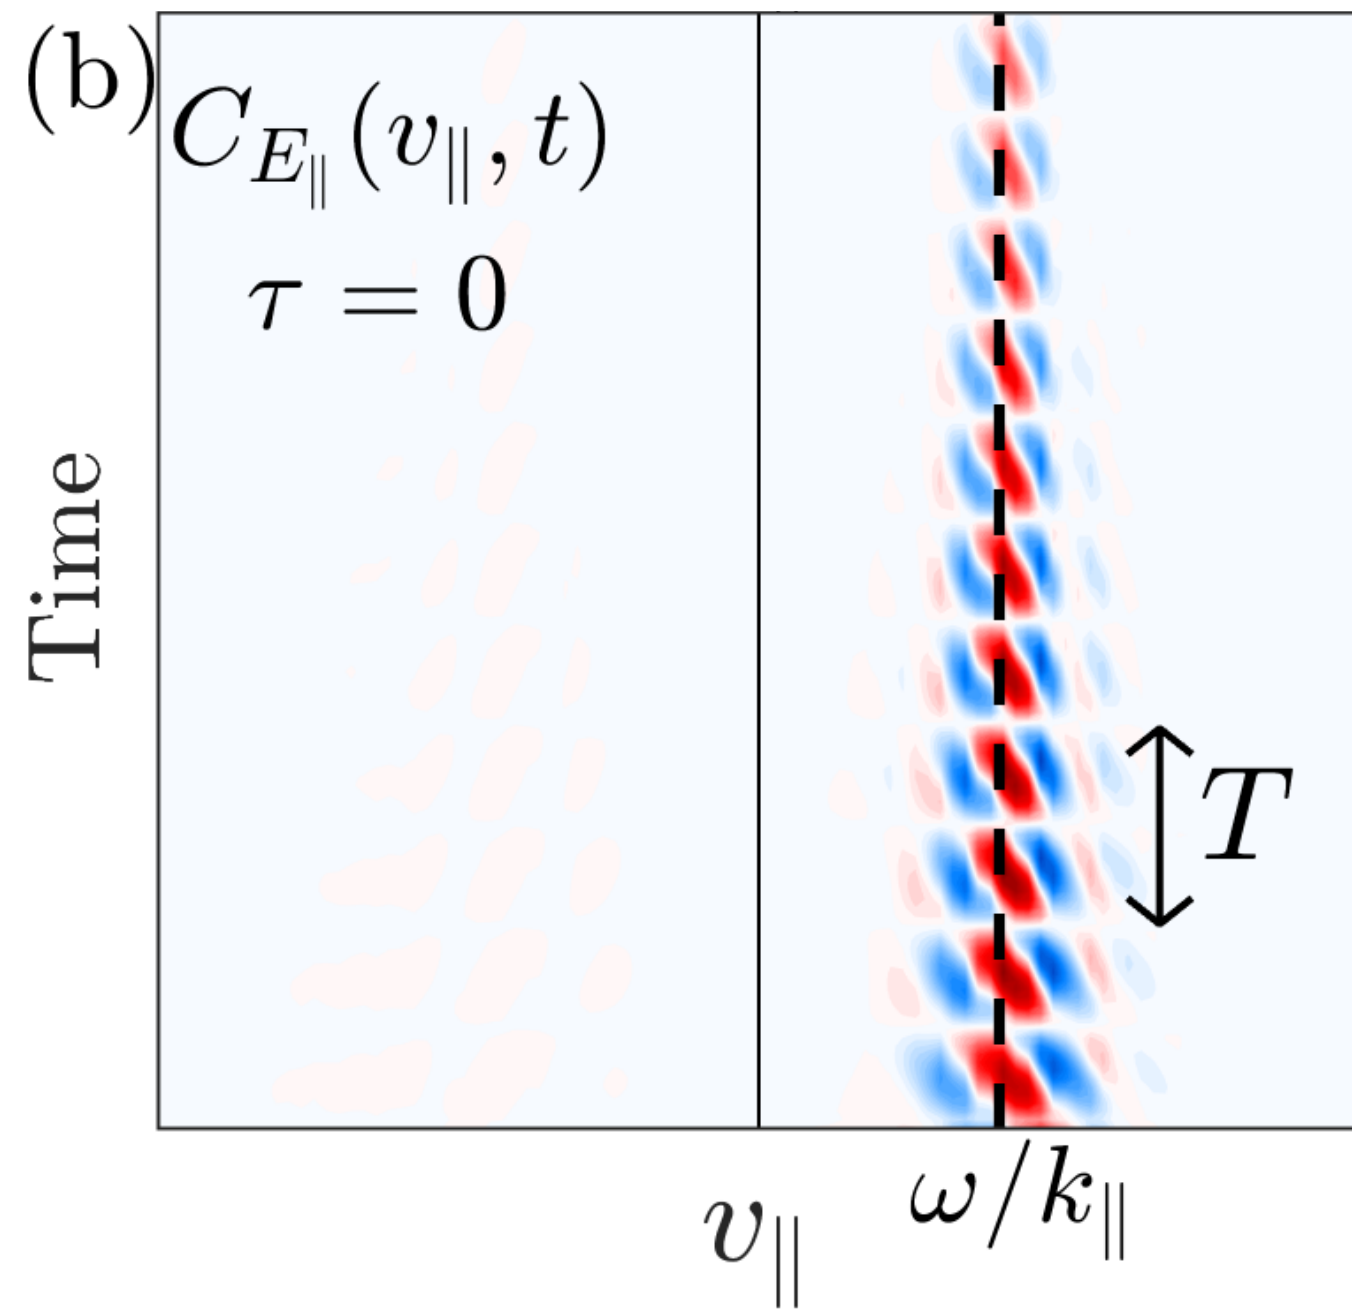 (b)
C_{E_∥}(v_∥, t)
τ = 0
Time
T
ω/k_∥
v_∥